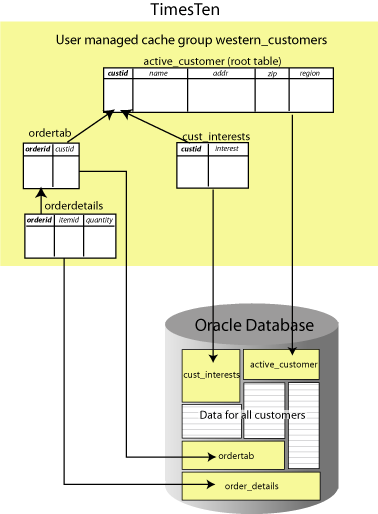 TimesTen
User managed cache group western_customers
active_customer (root table)
custid name addr zip region
ordertab
orderid custid
cust_interests
custid interest
orderdetails
orderid itemid quantity
Oracle Database
active_customer
cust_interests
Data for all customers
ordertab
order_details